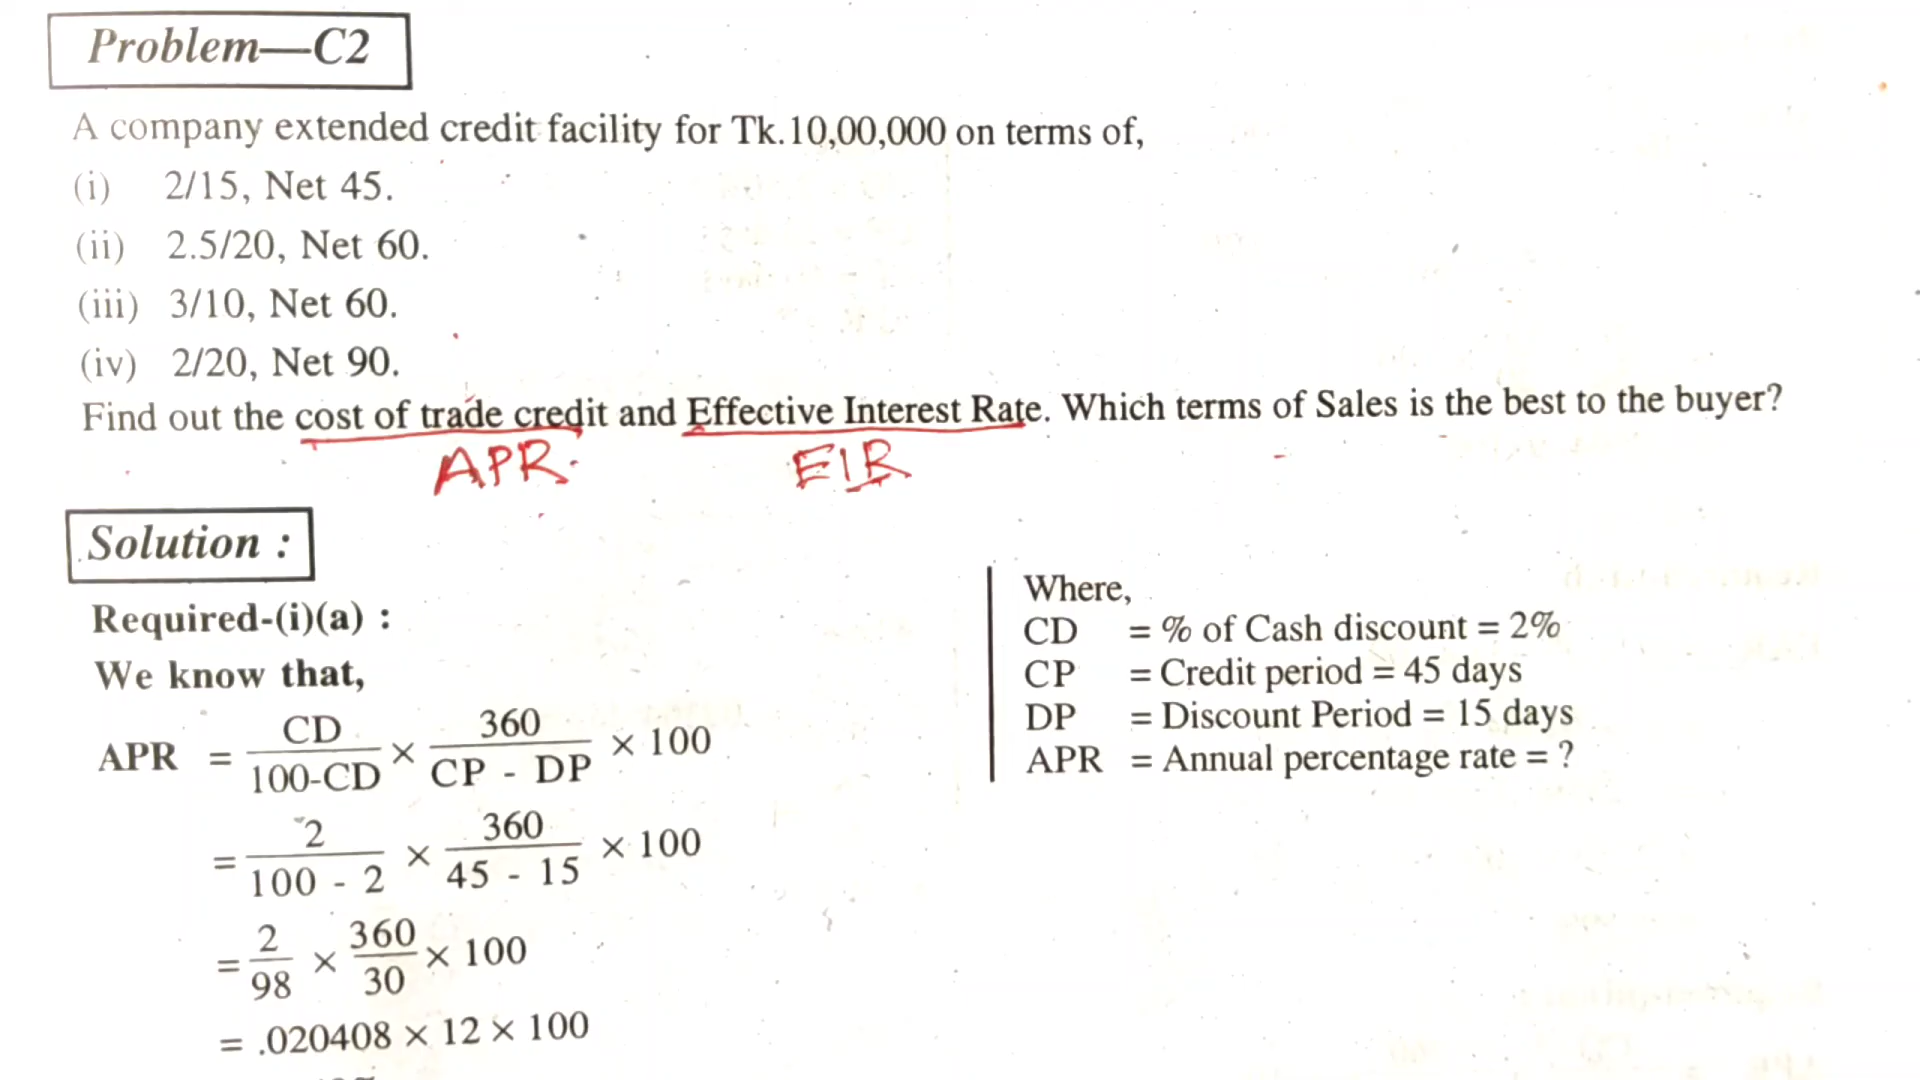 Problem—C2
A company extended credit facility for Tk.10,00,000 on terms of,
(i) 2/15, Net 45.
(ii) 2.5/20, Net 60.
(iii) 3/10, Net 60.
(iv) 2/20, Net 90.
Find out the cost of trade credit and Effective Interest Rate. Which terms of Sales is the best to the buyer?
APR. EIR
Solution :
Required-(i)(a) :
We know that,
APR = CD/100-CD × 360/CP - DP × 100
= 2/100 - 2 × 360/45 - 15 × 100
= 2/98 × 360/30 × 100
= .020408 × 12 × 100
Where,
CD = % of Cash discount = 2%
CP = Credit period = 45 days
DP = Discount Period = 15 days
APR = Annual percentage rate = ?